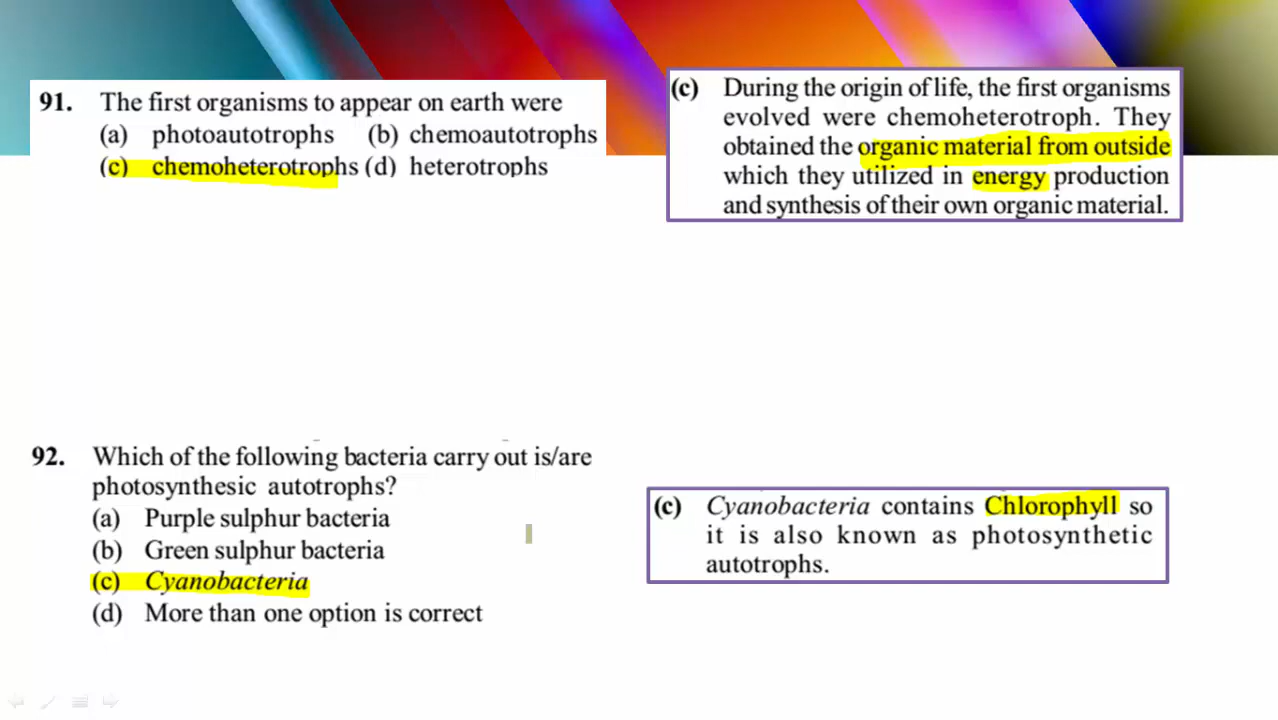 91. The first organisms to appear on earth were
(a) photoautotrophs (b) chemoautotrophs
(c) chemoheterotrophs (d) heterotrophs
(c) During the origin of life, the first organisms
evolved were chemoheterotroph. They
obtained the organic material from outside
which they utilized in energy production
and synthesis of their own organic material.
92. Which of the following bacteria carry out is/are
photosynthesic autotrophs?
(a) Purple sulphur bacteria
(b) Green sulphur bacteria
(c) Cyanobacteria
(d) More than one option is correct
(c) Cyanobacteria contains Chlorophyll so
it is also known as photosynthetic
autotrophs.